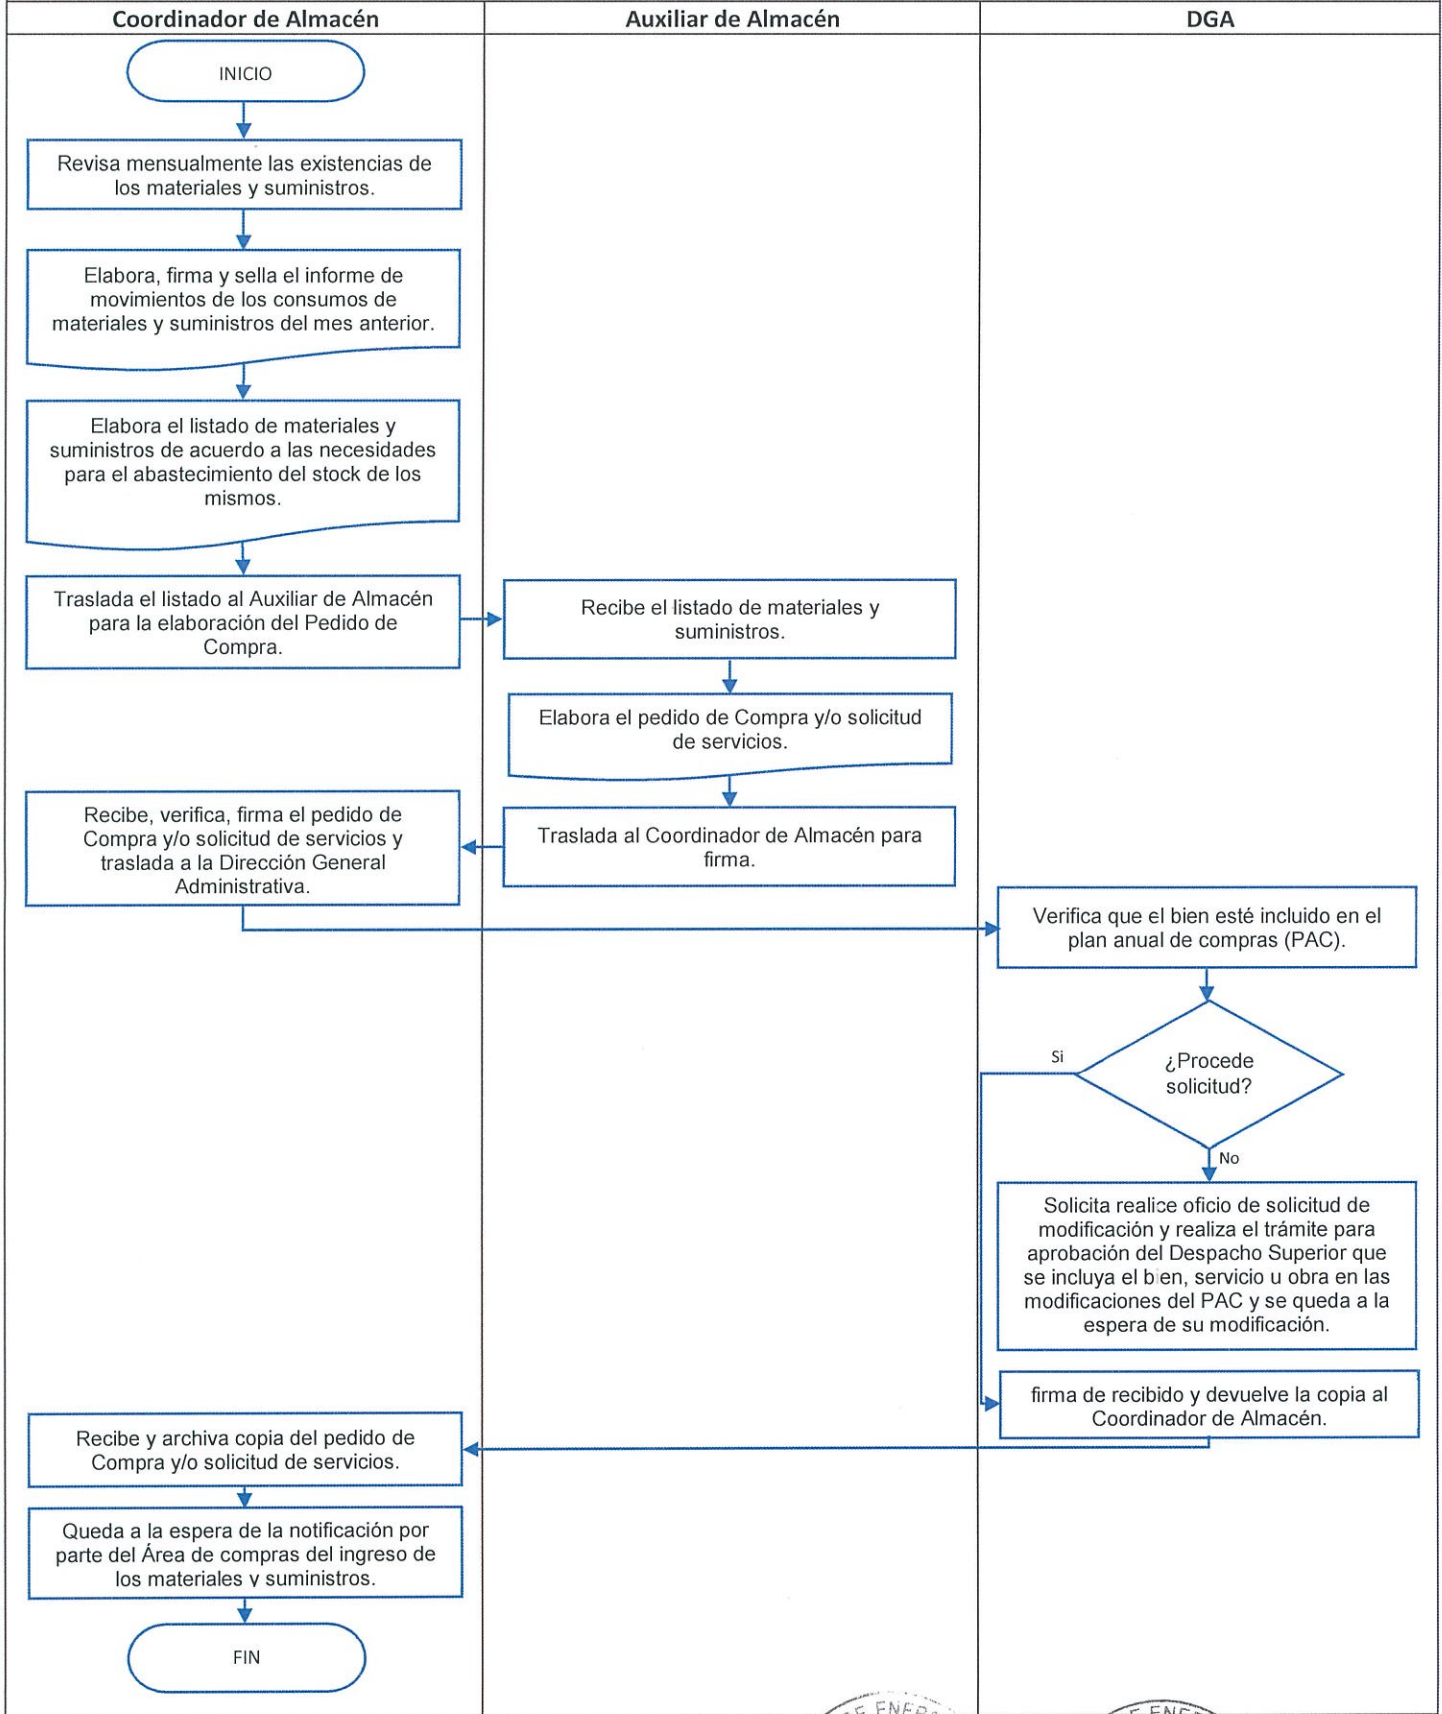 Coordinador de Almacén
Auxiliar de Almacén
DGA
INICIO
Revisa mensualmente las existencias de
los materiales y suministros.
Elabora, firma y sella el informe de
movimientos de los consumos de
materiales y suministros del mes anterior.
Elabora el listado de materiales y
suministros de acuerdo a las necesidades
para el abastecimiento del stock de los
mismos.
Traslada el listado al Auxiliar de Almacén
para la elaboración del Pedido de
Compra.
Recibe el listado de materiales y
suministros.
Elabora el pedido de Compra y/o solicitud
de servicios.
Traslada al Coordinador de Almacén para
firma.
Recibe, verifica, firma el pedido de
Compra y/o solicitud de servicios y
traslada a la Dirección General
Administrativa.
Verifica que el bien esté incluido en el
plan anual de compras (PAC).
¿Procede
solicitud?
Si
No
Solicita realice oficio de solicitud de
modificación y realiza el trámite para
aprobación del Despacho Superior que
se incluya el bien, servicio u obra en las
modificaciones del PAC y se queda a la
espera de su modificación.
firma de recibido y devuelve la copia al
Coordinador de Almacén.
Recibe y archiva copia del pedido de
Compra y/o solicitud de servicios.
Queda a la espera de la notificación por
parte del Área de compras del ingreso de
los materiales y suministros.
FIN